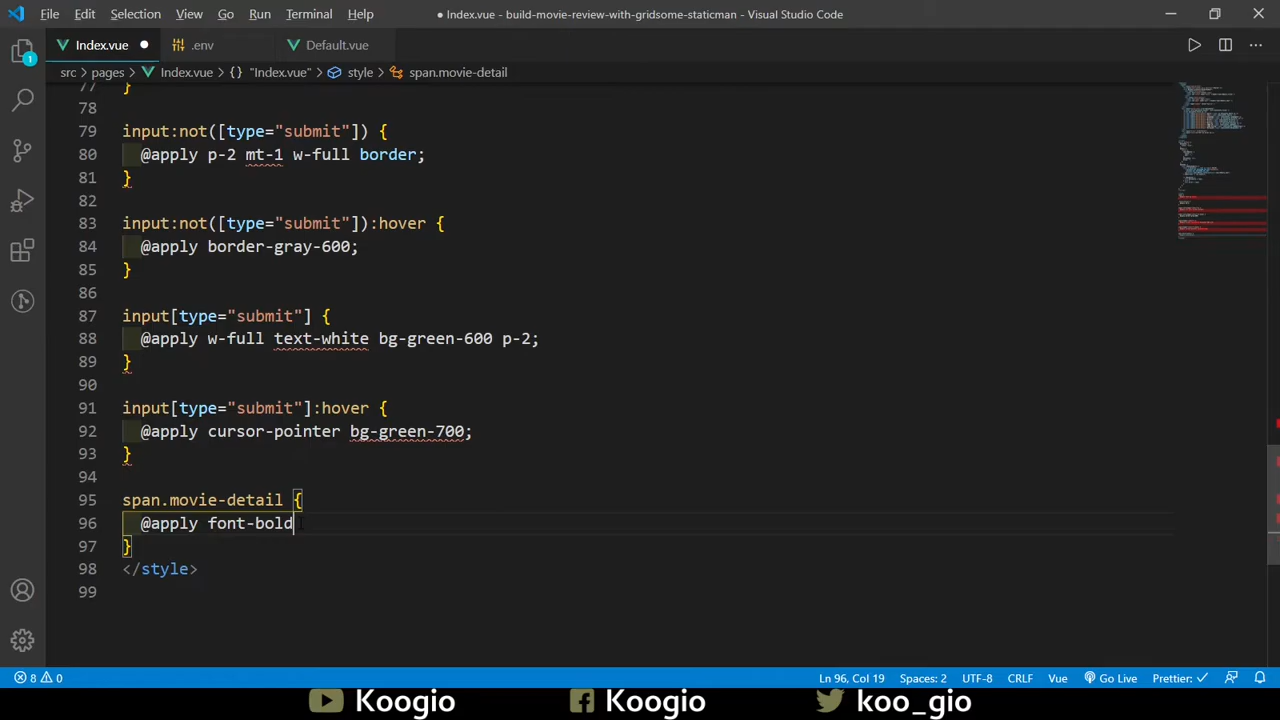 File Edit Selection View Go Run Terminal Help
● Index.vue - build-movie-review-with-gridsome-staticman - Visual Studio Code
Index.vue ● .env Default.vue
src > pages > Index.vue > {} "Index.vue" > style > span.movie-detail
1
77 }
78
79 input:not([type="submit"]) {
80 @apply p-2 mt-1 w-full border;
81 }
82
83 input:not([type="submit"]):hover {
84 @apply border-gray-600;
85 }
86
87 input[type="submit"] {
88 @apply w-full text-white bg-green-600 p-2;
89 }
90
91 input[type="submit"]:hover {
92 @apply cursor-pointer bg-green-700;
93 }
94
95 span.movie-detail {
96 @apply font-bold
97 }
98 </style>
99
8 0 Ln 96, Col 19 Spaces: 2 UTF-8 CRLF Vue Go Live Prettier: ✓
Koogio Koogio koo_gio